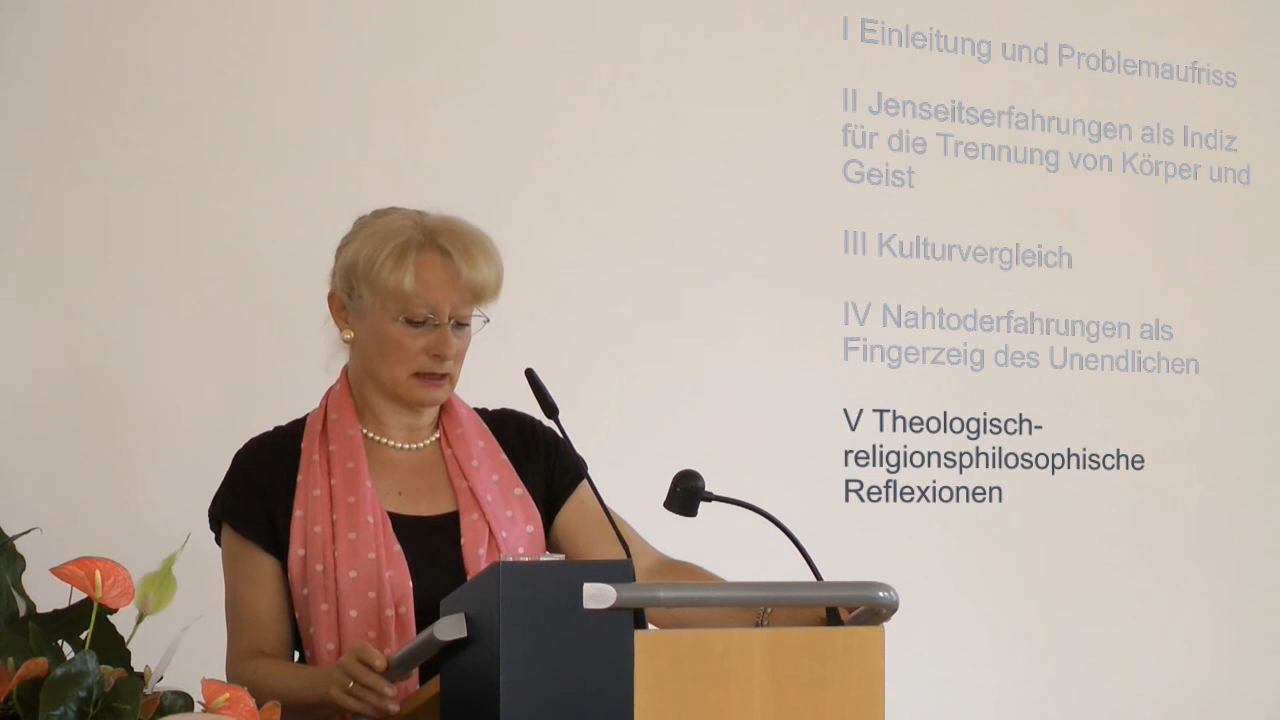 I Einleitung und Problemaufriss
II Jenseitserfahrungen als Indiz
für die Trennung von Körper und
Geist
III Kulturvergleich
IV Nahtoderfahrungen als
Fingerzeig des Unendlichen
V Theologisch-
religionsphilosophische
Reflexionen